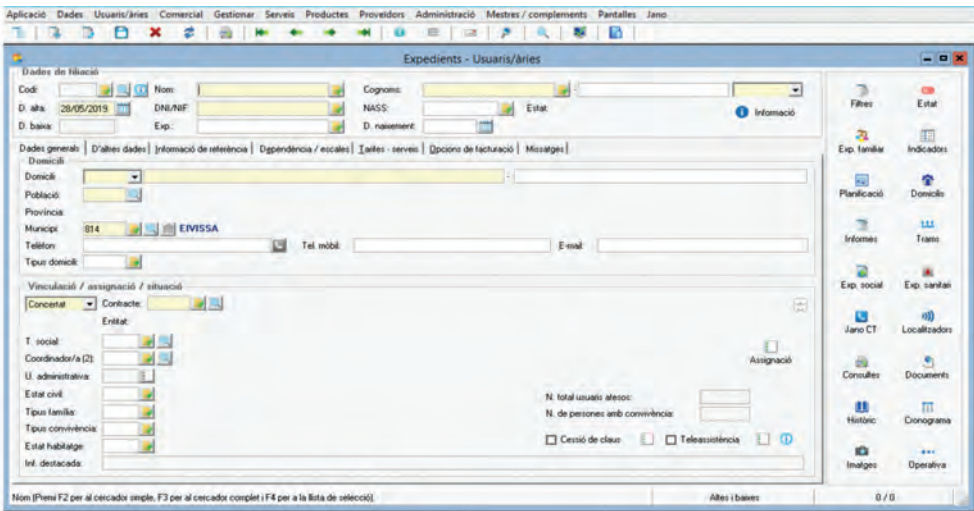 Aplicació Dades Usuaris/àries Comercial Gestionar Serveis Productes Proveïdors Administració Mestres / complements Pantalles Jano
Expedients - Usuaris/àries
Dades de filiació
Codi: Nom: Cognoms: -
D. alta: 28/05/2019 DNI/NIF NASS: Estat: Informació
D. baixa: Exp.: D. naixement:
Dades generals D'altres dades Informació de referència Dependència / escales Tarifes - serveis Opcions de facturació Missatges
Domicili
Domicili: -
Població:
Província:
Municipi: 814 EIVISSA
Telèfon: Tel. mòbil: E-mail:
Tipus domicili:
Vinculació / assignació / situació
Concertat Contracte:
Entitat:
T. social:
Coordinador/a (2):
Assignació
U. administrativa:
Estat civil:
N. total usuaris atesos:
Tipus família:
N. de persones amb convivència:
Tipus convivència:
Cessió de claus Teleassistència
Estat habitatge:
Inf. destacada:
Filtres Estat
Exp. familiar Indicadors
Planificació Domicilis
Informes Trams
Exp. social Exp. sanitari
Jano CT Localitzadors
Consultes Documents
Històric Cronograma
Imatges Operativa
Nom (Premi F2 per al cercador simple, F3 per al cercador complet i F4 per a la llista de selecció). Altes i baixes 0 / 0